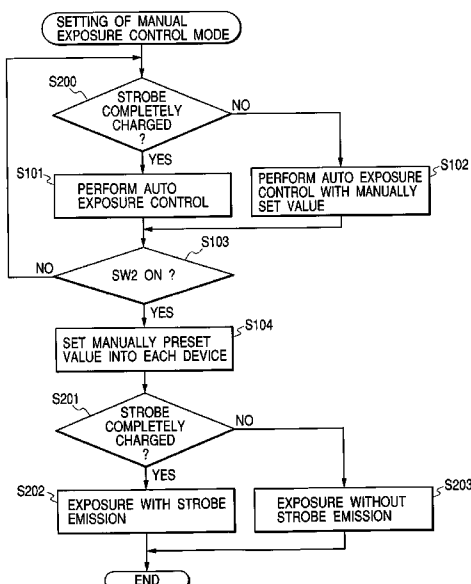 SETTING OF MANUAL
EXPOSURE CONTROL MODE
S200
STROBE
COMPLETELY
CHARGED
?
NO
YES
S101
PERFORM AUTO
EXPOSURE CONTROL
S102
PERFORM AUTO EXPOSURE
CONTROL WITH MANUALLY
SET VALUE
S103
NO
SW2 ON ?
YES
S104
SET MANUALLY PRESET
VALUE INTO EACH DEVICE
S201
STROBE
COMPLETELY
CHARGED
?
NO
YES
S202
EXPOSURE WITH STROBE
EMISSION
S203
EXPOSURE WITHOUT
STROBE EMISSION
END